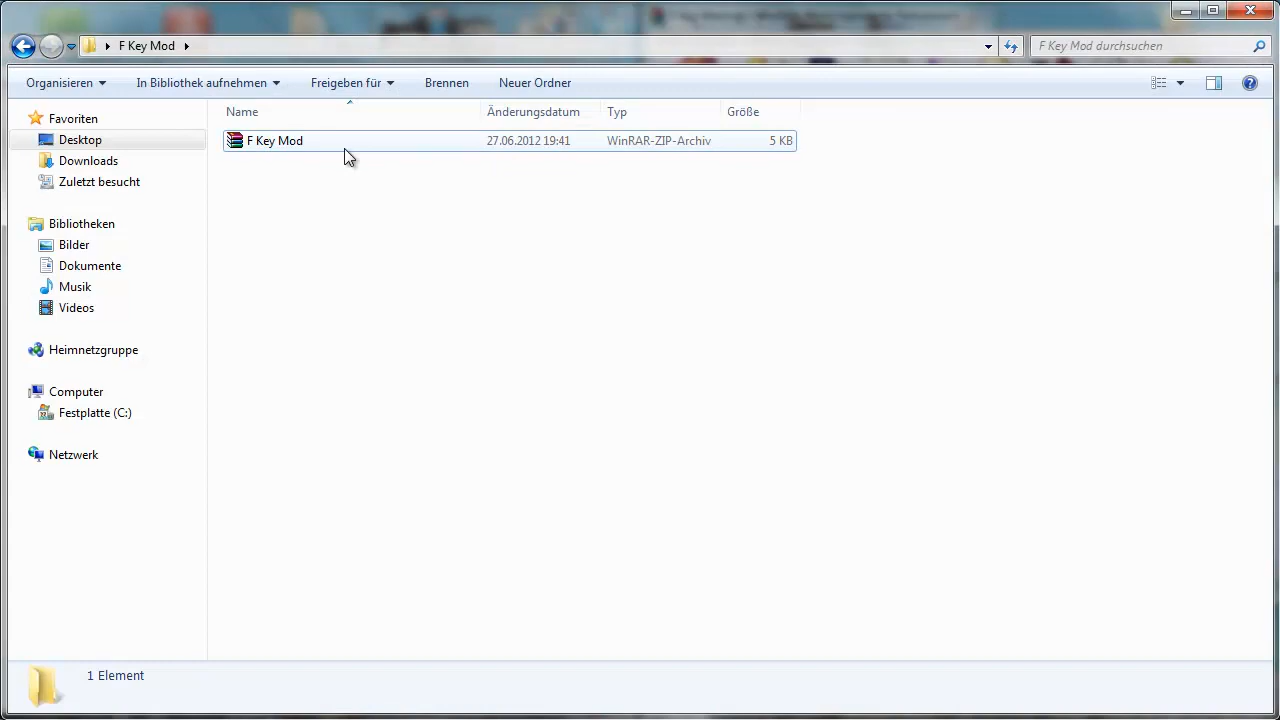 F Key Mod
F Key Mod durchsuchen
Organisieren
In Bibliothek aufnehmen
Freigeben für
Brennen
Neuer Ordner
Favoriten
Desktop
Downloads
Zuletzt besucht
Bibliotheken
Bilder
Dokumente
Musik
Videos
Heimnetzgruppe
Computer
Festplatte (C:)
Netzwerk
Name Änderungsdatum Typ Größe
F Key Mod 27.06.2012 19:41 WinRAR-ZIP-Archiv 5 KB
1 Element